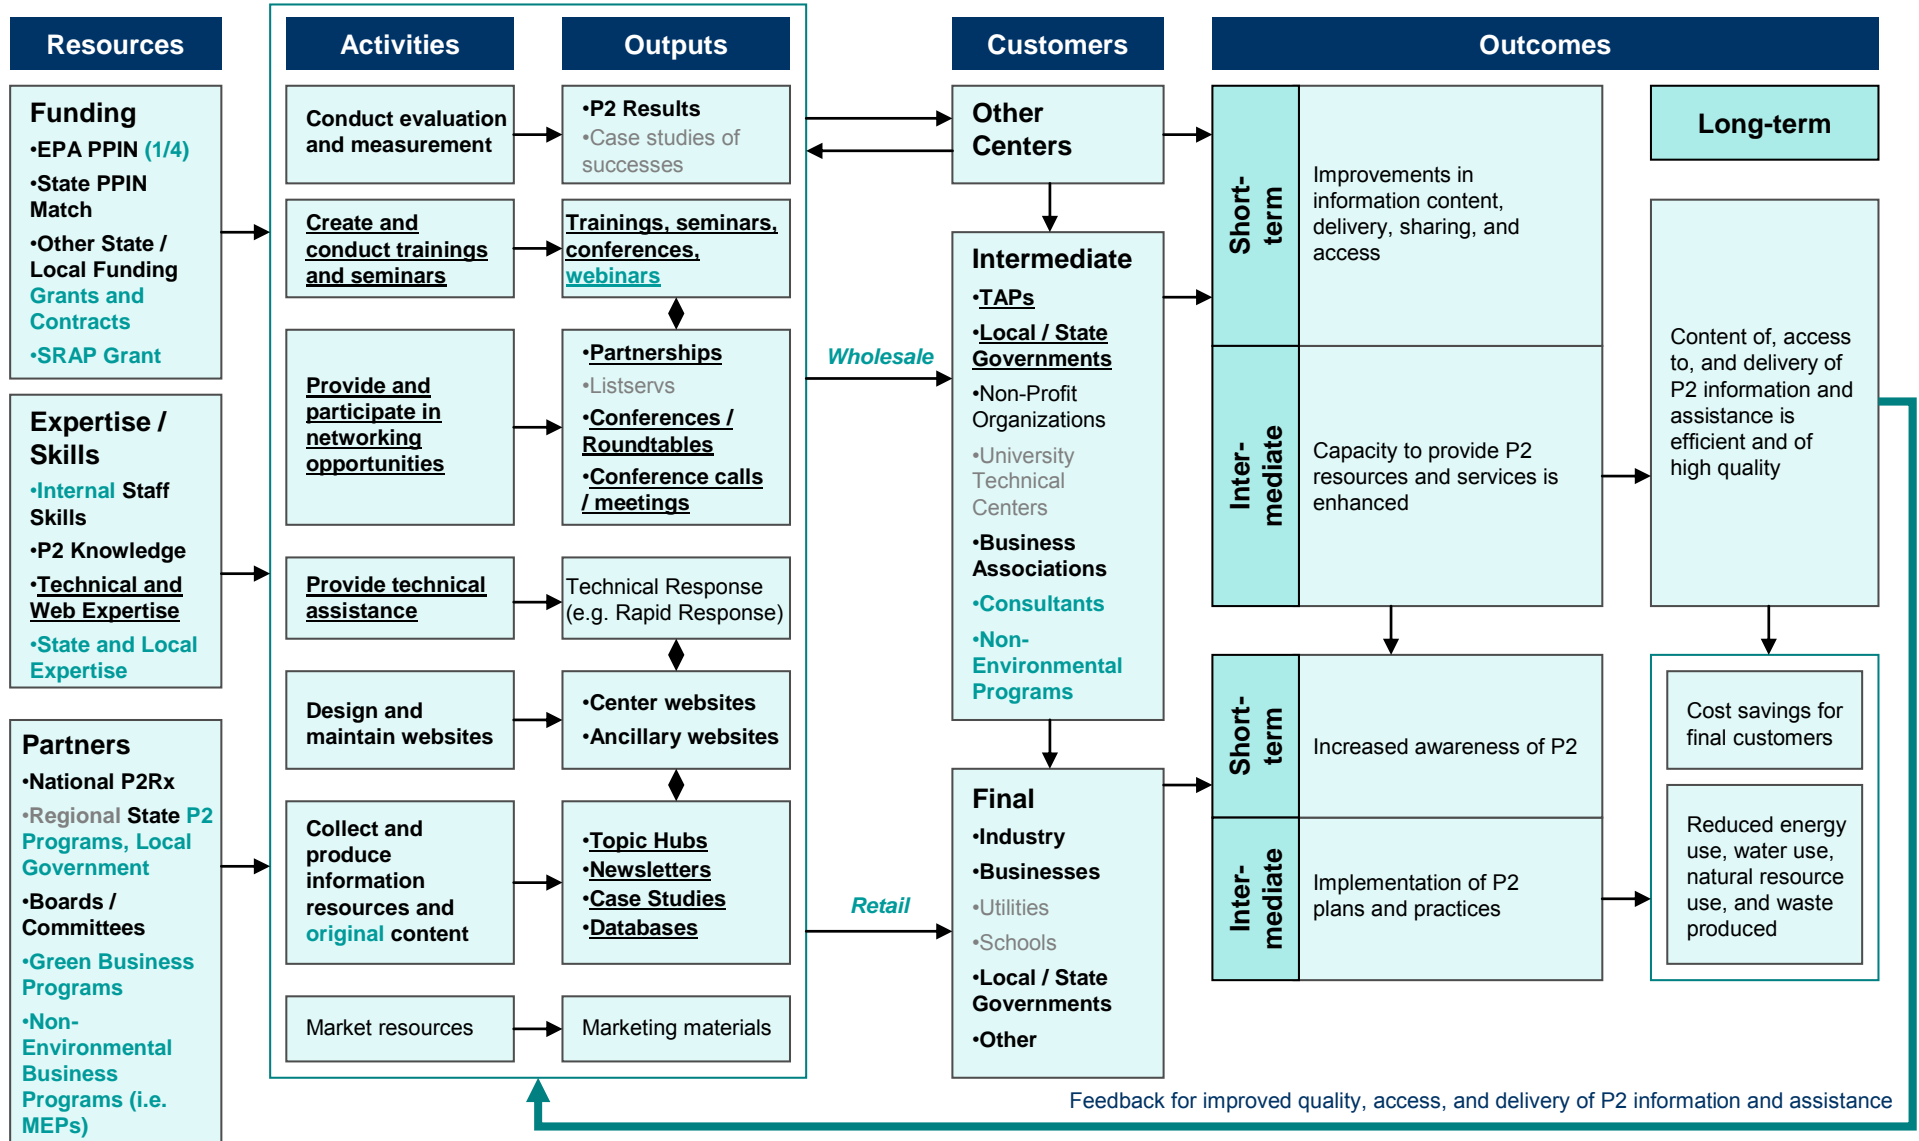 Resources
Activities
Outputs
Customers
Outcomes
Funding
•EPA PPIN (1/4)
•State PPIN
Match
•Other State /
Local Funding
Grants and
Contracts
•SRAP Grant
Expertise /
Skills
•Internal Staff
Skills
•P2 Knowledge
•Technical and
Web Expertise
•State and Local
Expertise
Partners
•National P2Rx
•Regional State P2
Programs, Local
Government
•Boards /
Committees
•Green Business
Programs
•Non-
Environmental
Business
Programs (i.e.
MEPs)
Conduct evaluation
and measurement
•P2 Results
•Case studies of
successes
Create and
conduct trainings
and seminars
Trainings, seminars,
conferences,
webinars
Provide and
participate in
networking
opportunities
•Partnerships
•Listservs
•Conferences /
Roundtables
•Conference calls
/ meetings
Provide technical
assistance
Technical Response
(e.g. Rapid Response)
Design and
maintain websites
•Center websites
•Ancillary websites
Collect and
produce
information
resources and
original content
•Topic Hubs
•Newsletters
•Case Studies
•Databases
Market resources
Marketing materials
Wholesale
Retail
Other
Centers
Intermediate
•TAPs
•Local / State
Governments
•Non-Profit
Organizations
•University
Technical
Centers
•Business
Associations
•Consultants
•Non-
Environmental
Programs
Final
•Industry
•Businesses
•Utilities
•Schools
•Local / State
Governments
•Other
Short-
term
Improvements in
information content,
delivery, sharing, and
access
Inter-
mediate
Capacity to provide P2
resources and services is
enhanced
Short-
term
Increased awareness of P2
Inter-
mediate
Implementation of P2
plans and practices
Long-term
Content of, access
to, and delivery of
P2 information and
assistance is
efficient and of
high quality
Cost savings for
final customers
Reduced energy
use, water use,
natural resource
use, and waste
produced
Feedback for improved quality, access, and delivery of P2 information and assistance